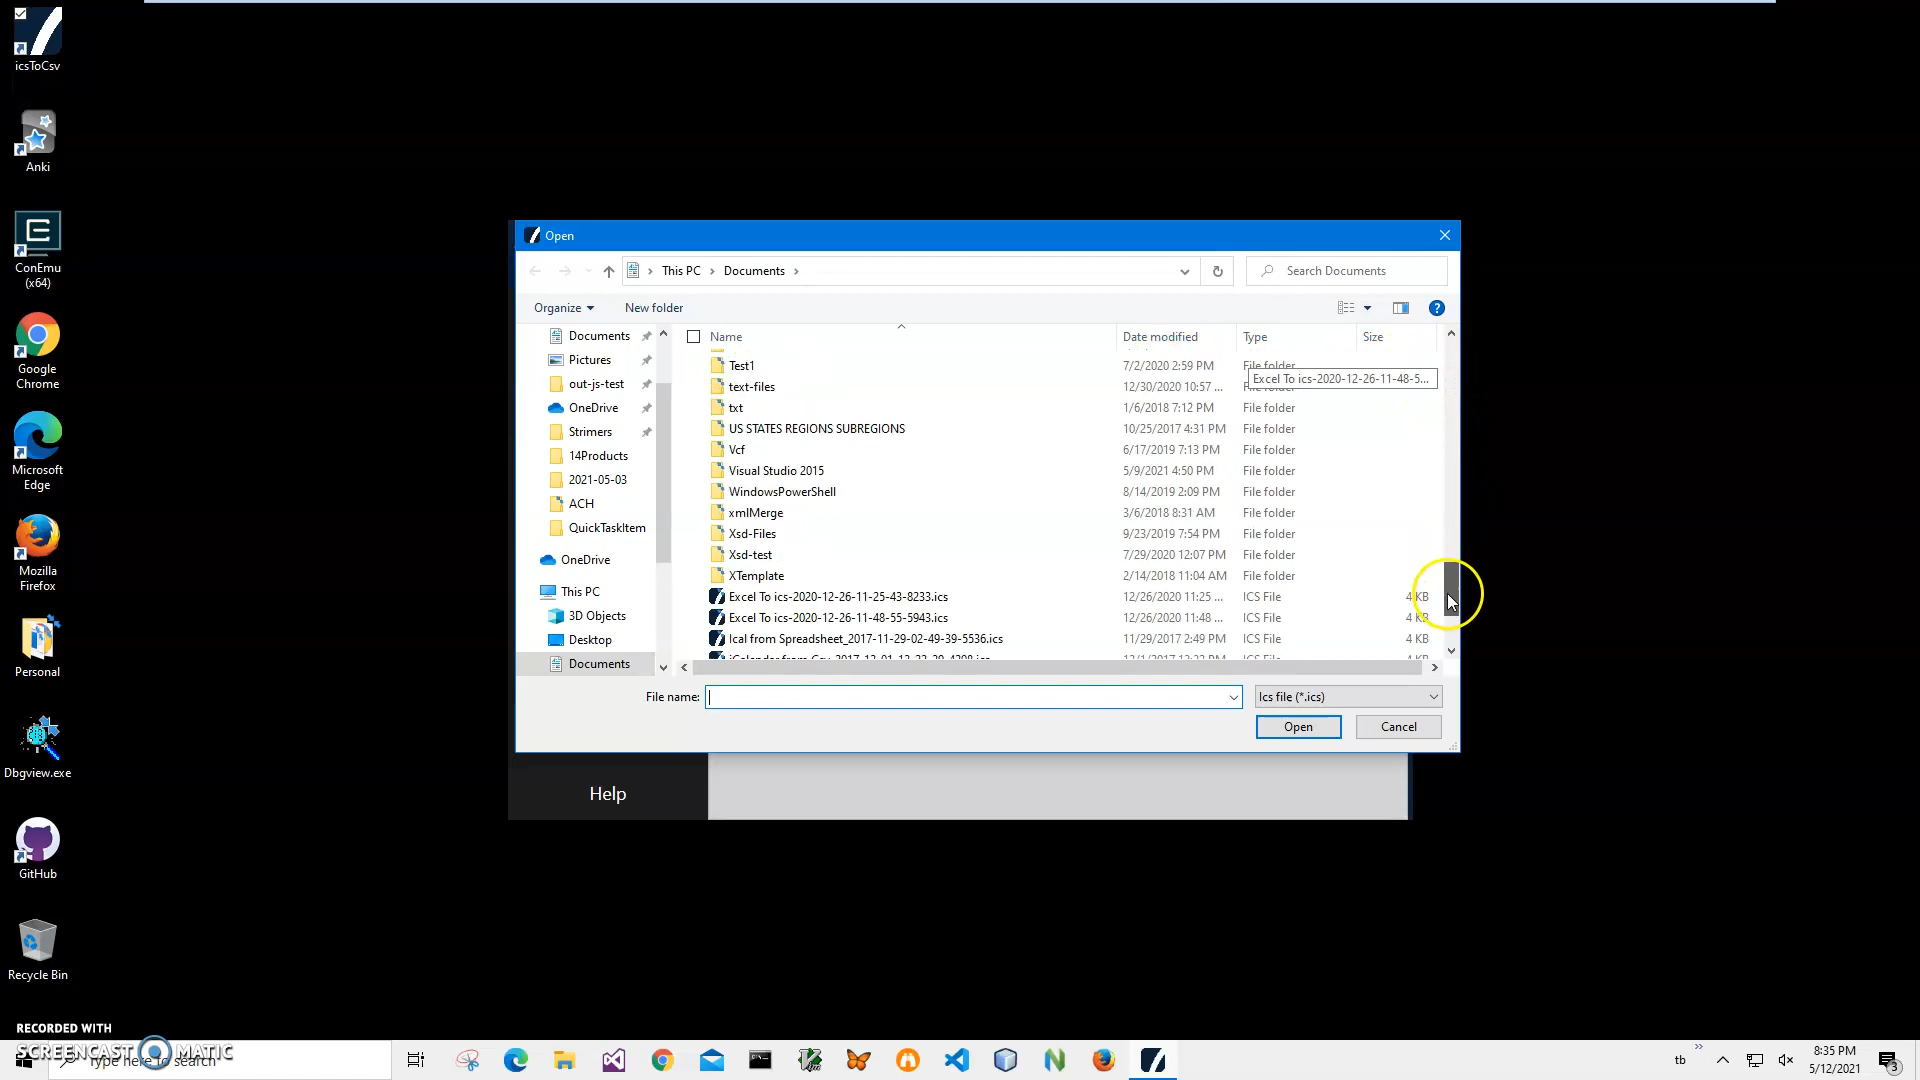 icsToCsv
Anki
ConEmu
(x64)
Google
Chrome
Microsoft
Edge
Mozilla
Firefox
Personal
Dbgview.exe
GitHub
Recycle Bin
Open
This PC
Documents
Search Documents
Organize
New folder
Documents
Pictures
out-js-test
OneDrive
Strimers
14Products
2021-05-03
ACH
QuickTaskItem
OneDrive
This PC
3D Objects
Desktop
Documents
Name Date modified Type Size
Test1 7/2/2020 2:59 PM File folder
Excel To ics-2020-12-26-11-48-5...
text-files 12/30/2020 10:57 ... File folder
txt 1/6/2018 7:12 PM File folder
US STATES REGIONS SUBREGIONS 10/25/2017 4:31 PM File folder
Vcf 6/17/2019 7:13 PM File folder
Visual Studio 2015 5/9/2021 4:50 PM File folder
WindowsPowerShell 8/14/2019 2:09 PM File folder
xmlMerge 3/6/2018 8:31 AM File folder
Xsd-Files 9/23/2019 7:54 PM File folder
Xsd-test 7/29/2020 12:07 PM File folder
XTemplate 2/14/2018 11:04 AM File folder
Excel To ics-2020-12-26-11-25-43-8233.ics 12/26/2020 11:25 ... ICS File 4 KB
Excel To ics-2020-12-26-11-48-55-5943.ics 12/26/2020 11:48 ... ICS File 4 KB
Ical from Spreadsheet_2017-11-29-02-49-39-5536.ics 11/29/2017 2:49 PM ICS File 4 KB
File name:
Ics file (*.ics)
Open Cancel
Help
RECORDED WITH
SCREENCAST MATIC
Type here to search
tb
8:35 PM
5/12/2021
3